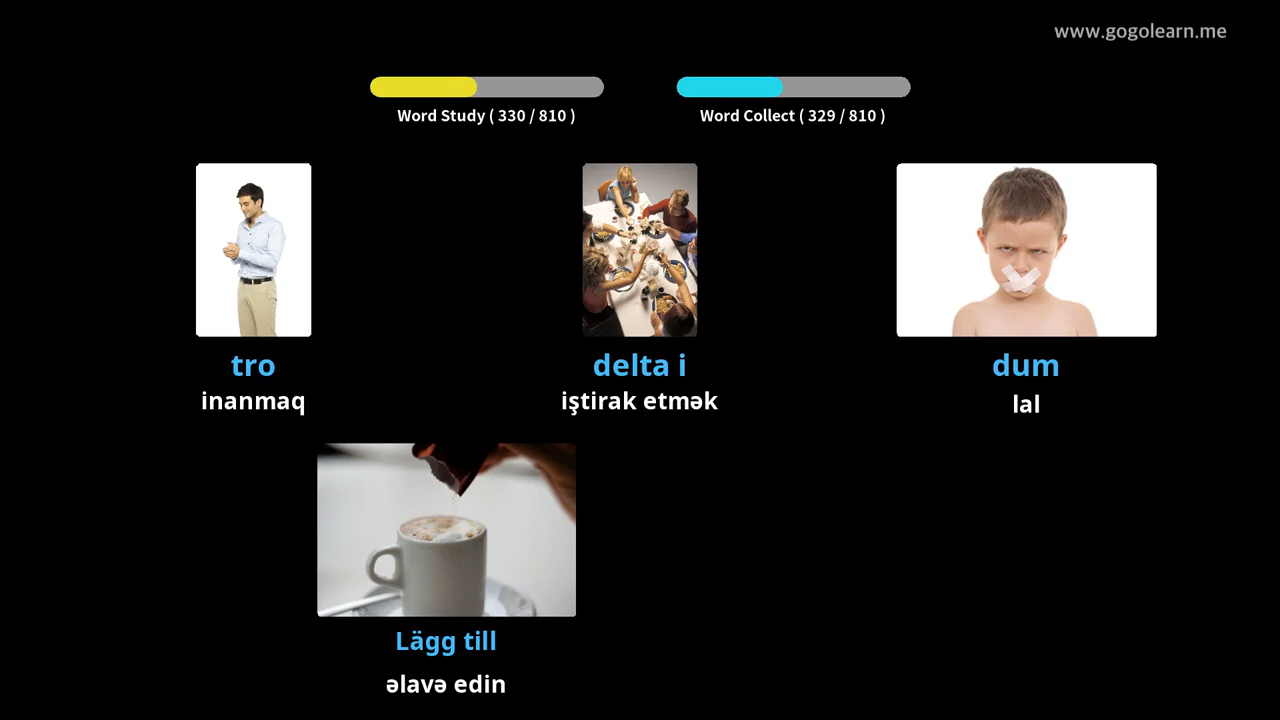 www.gogolearn.me
Word Study ( 330 / 810 )
Word Collect ( 329 / 810 )
tro
inanmaq
delta i
iştirak etmək
dum
lal
Lägg till
əlavə edin